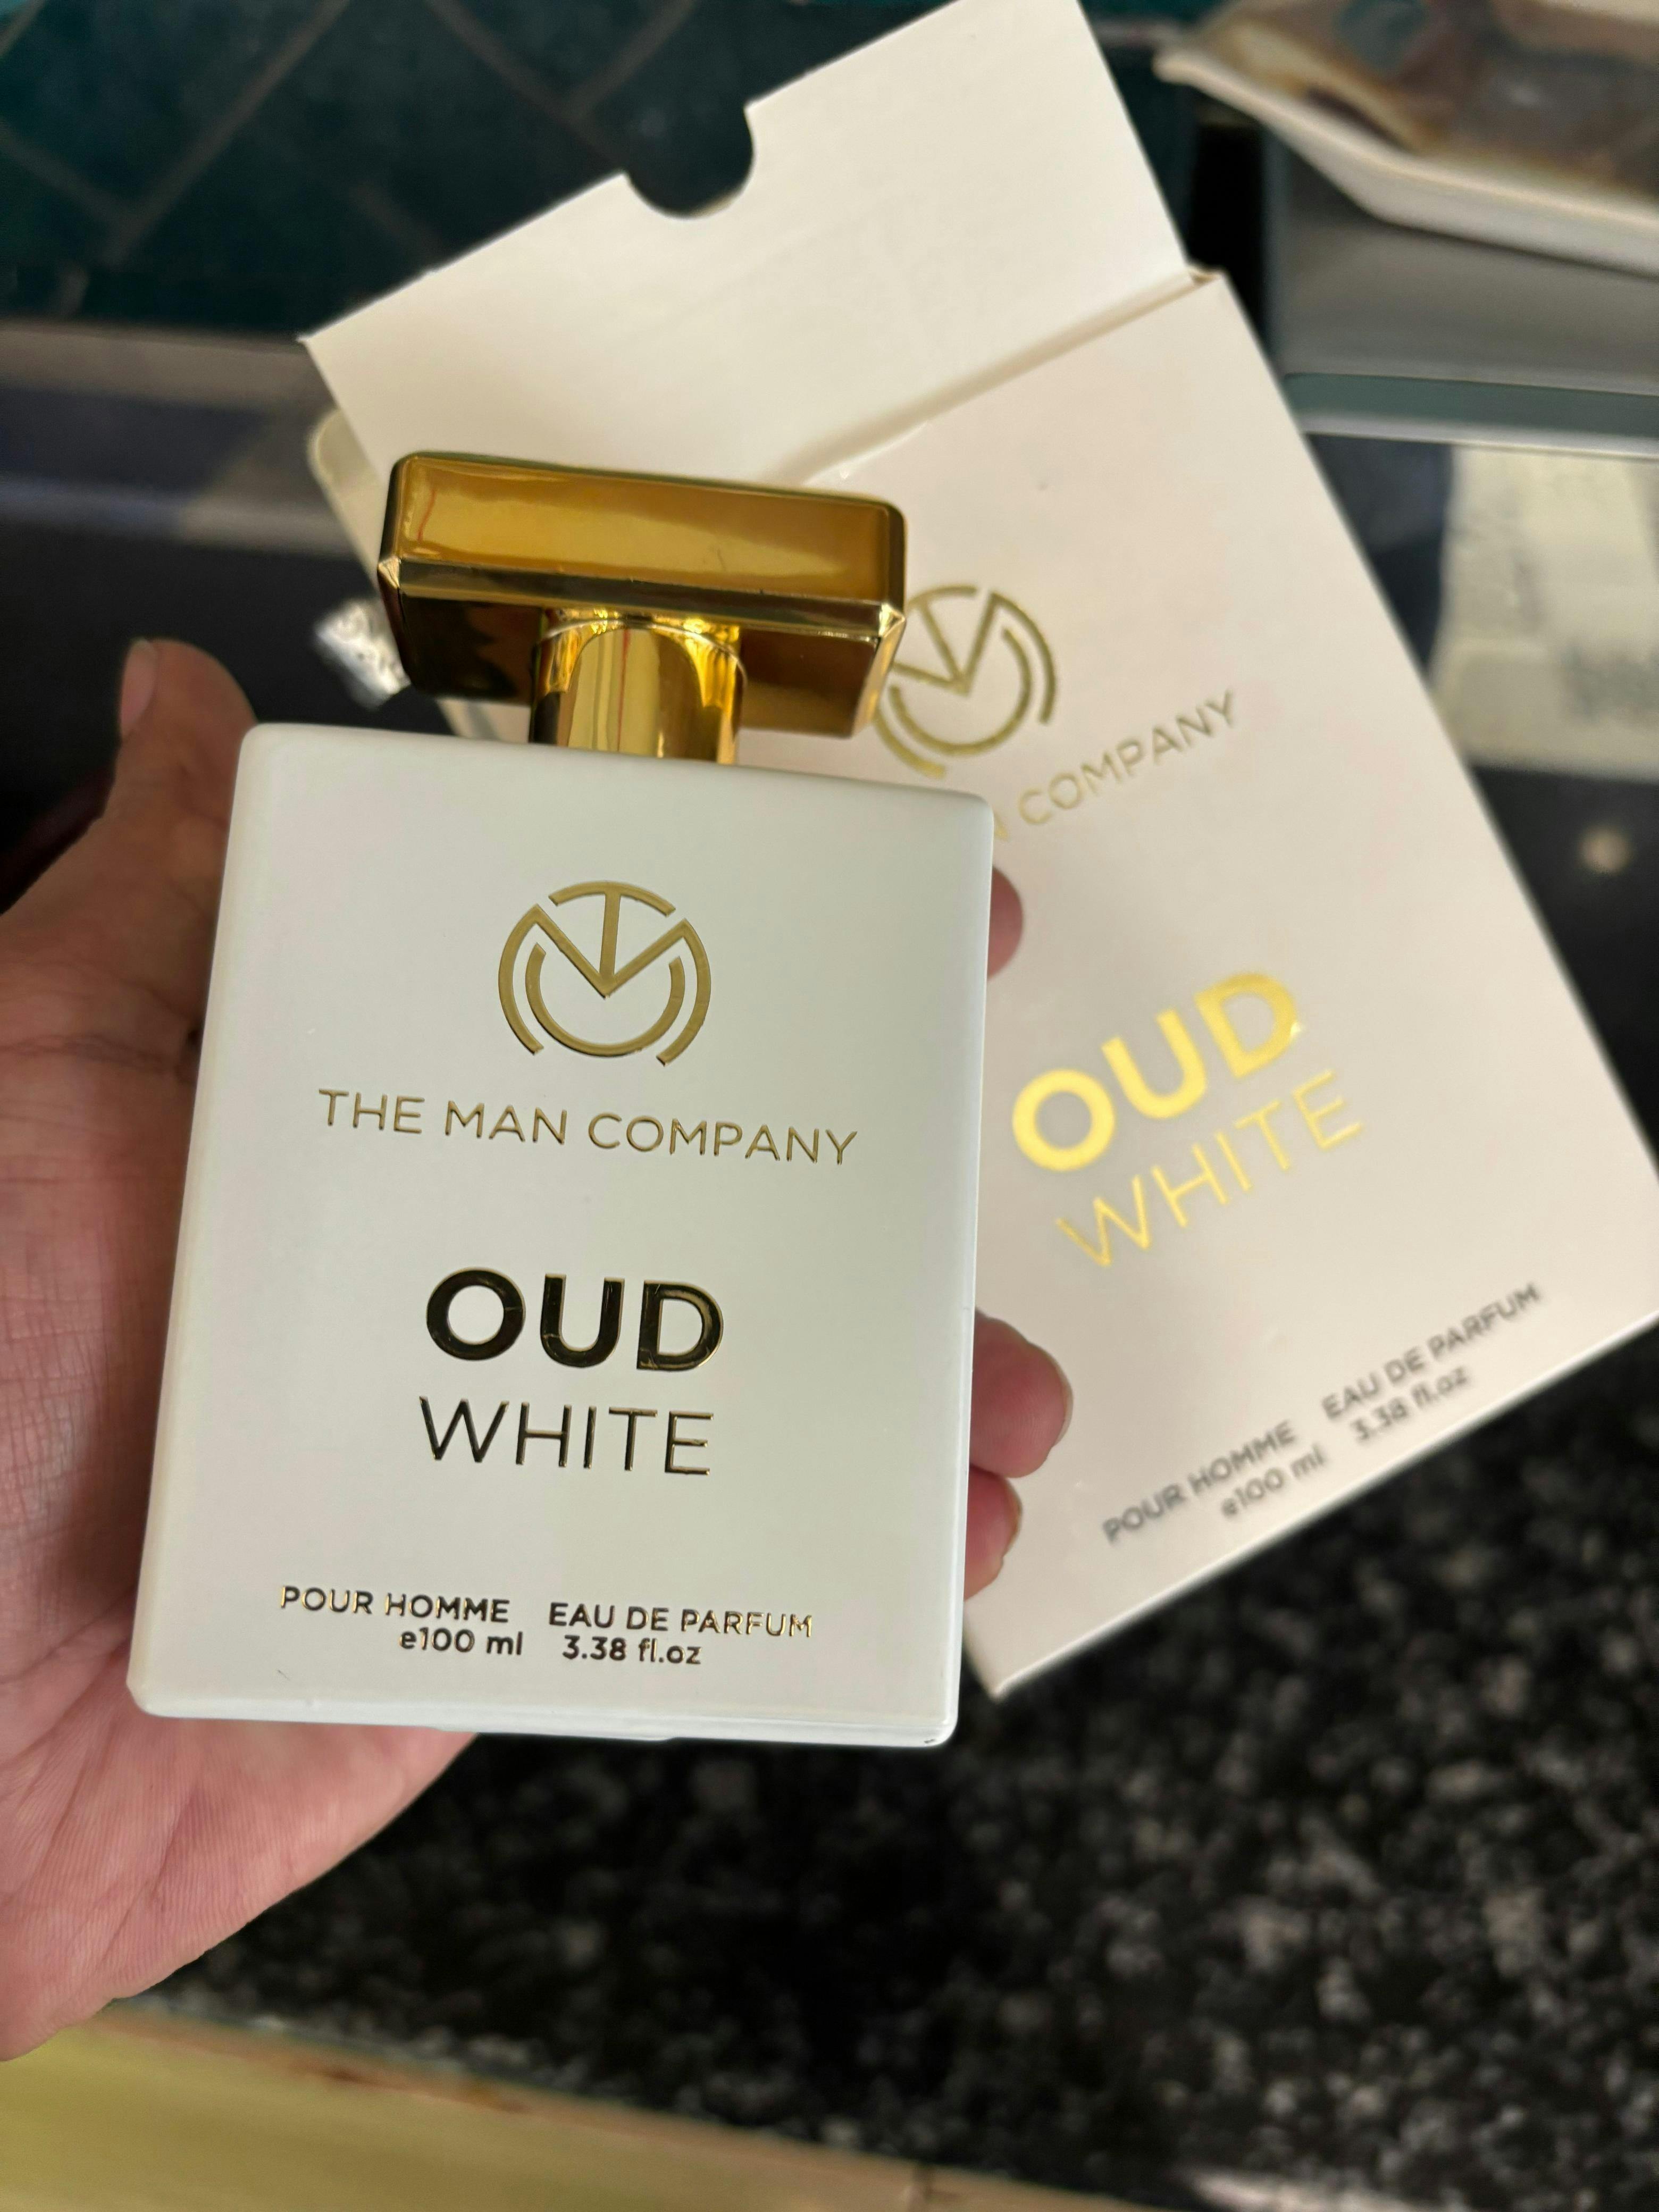 THE MAN COMPANY
OUD
WHITE
POUR HOMME EAU DE PARFUM
e100 ml 3.38 fl.oz
COMPANY
OUD
WHITE
POUR HOMME EAU DE PARFUM
e100 ml 3.38 fl.oz